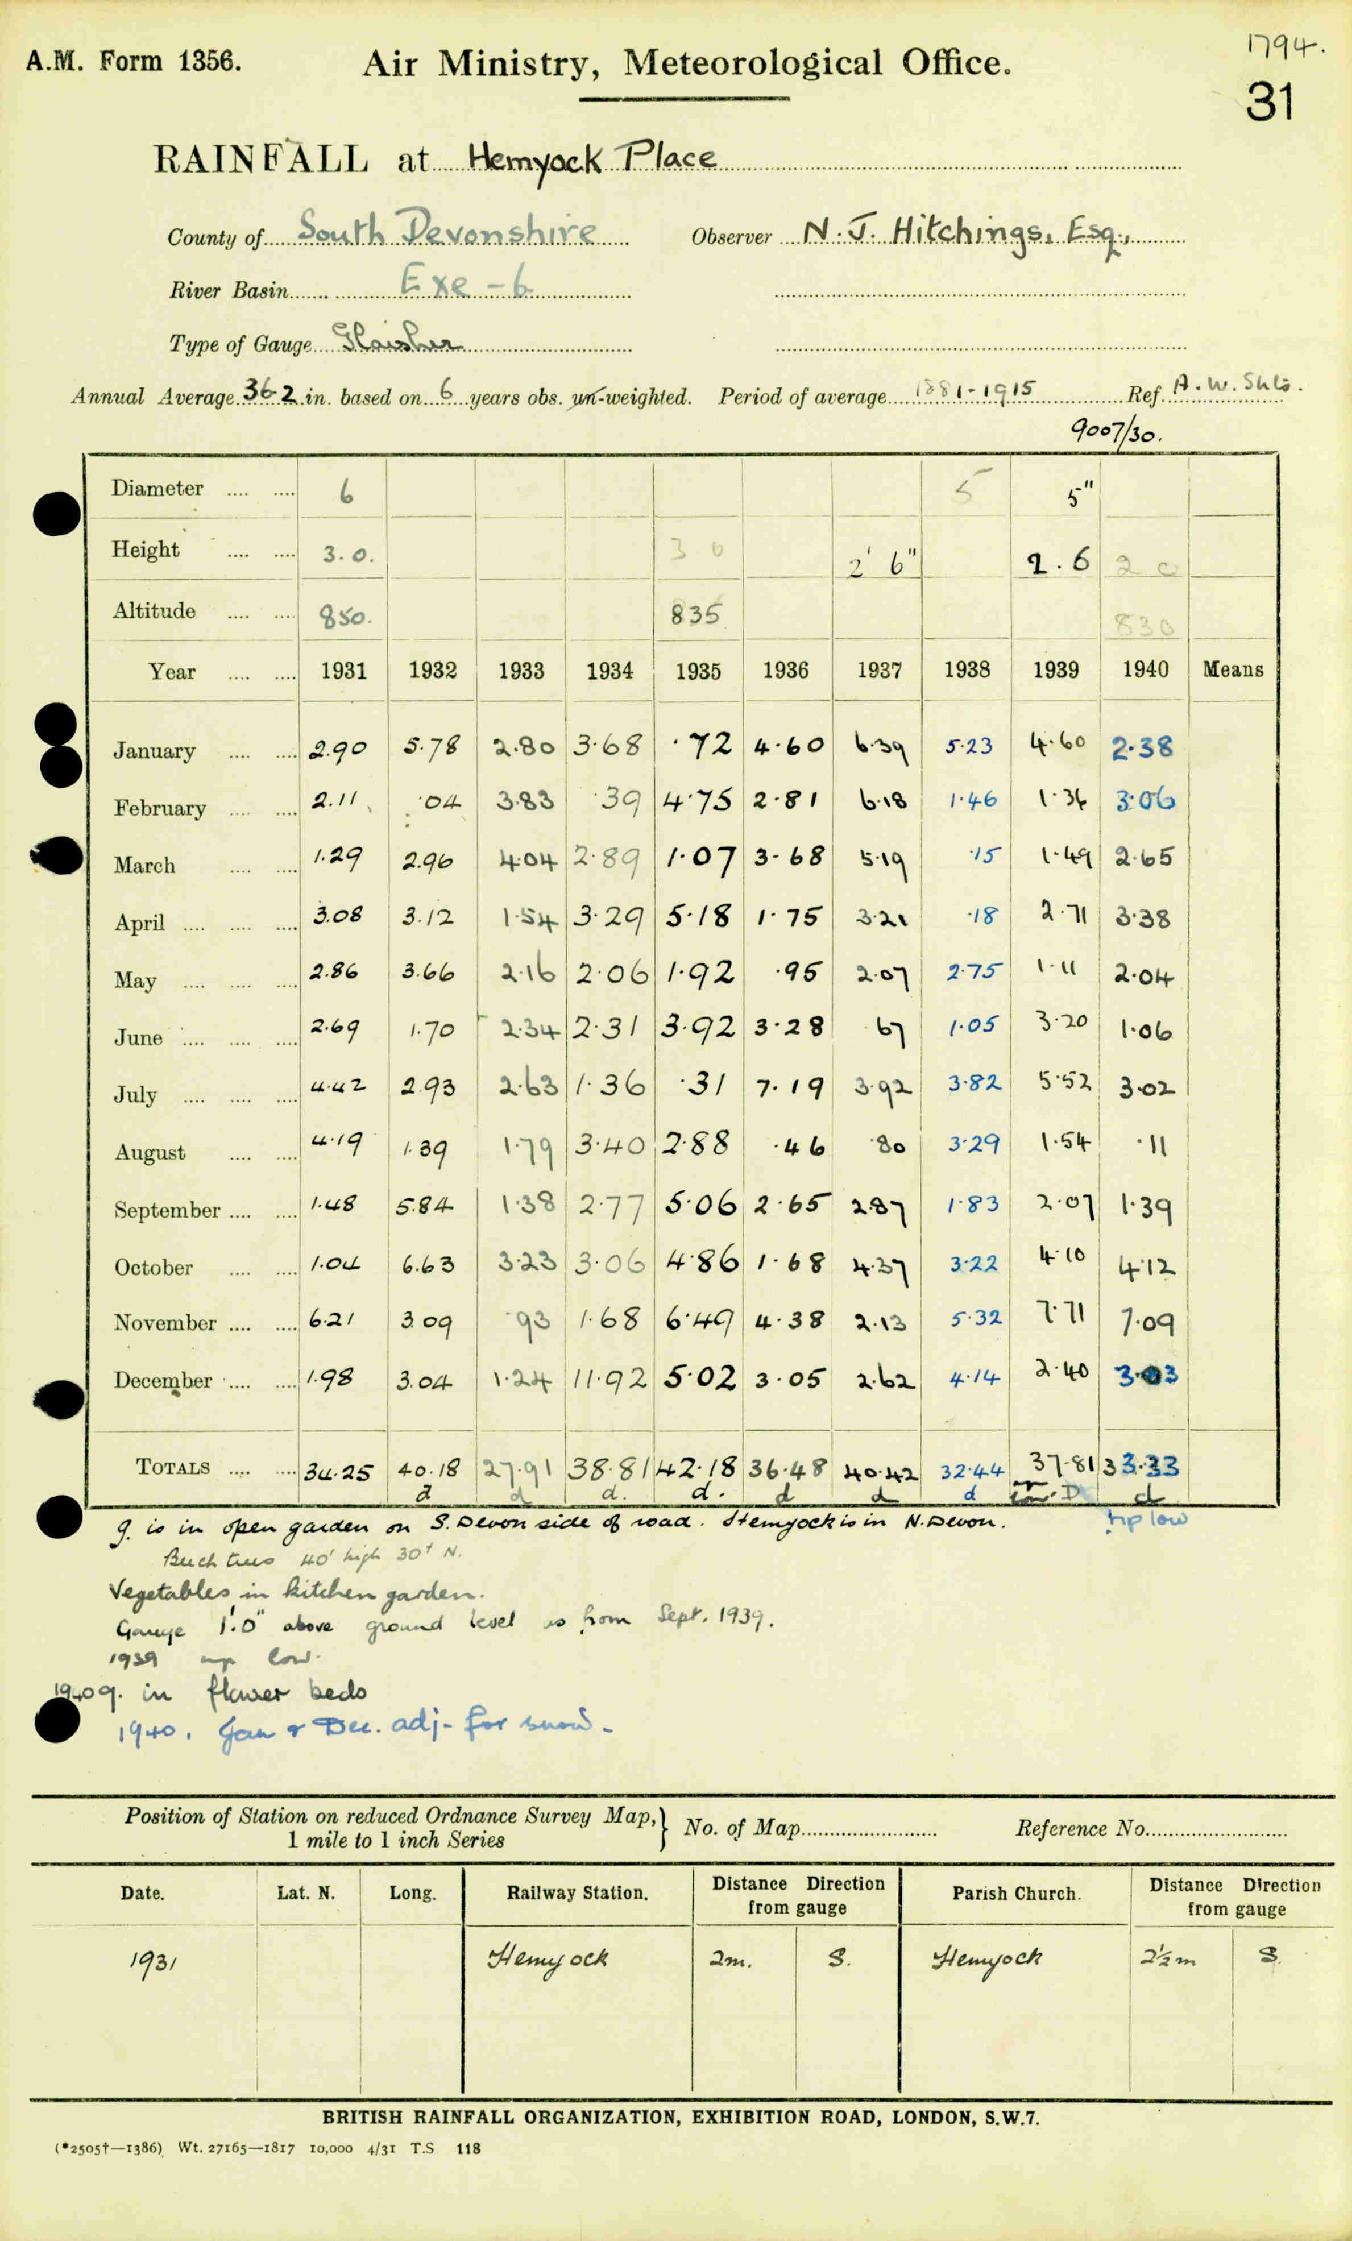 1794.
A.M. Form 1356. Air Ministry, Meteorological Office.
31
RAINFALL at Hemyock Place
County of South Devonshire Observer N. J. Hitchings, Esq.,
River Basin Exe - 6
Type of Gauge Glaisher
Annual Average 36.2 in. based on 6 years obs. un-weighted. Period of average 1881-1915 Ref. A.W. Shts.
9007/30.
Diameter 6 5 5"
Height 3.0. 3 0 2' 6" 2.6 2 0
Altitude 850. 835 830
Year 1931 1932 1933 1934 1935 1936 1937 1938 1939 1940 Means
January 2.90 5.78 2.80 3.68 .72 4.60 6.39 5.23 4.60 2.38
February 2.11 .04 3.83 .39 4.75 2.81 6.18 1.46 1.36 3.06
March 1.29 2.96 4.04 2.89 1.07 3.68 5.19 .15 1.49 2.65
April 3.08 3.12 1.54 3.29 5.18 1.75 3.21 .18 2.71 3.38
May 2.86 3.66 2.16 2.06 1.92 .95 2.07 2.75 1.11 2.04
June 2.69 1.70 2.34 2.31 3.92 3.28 67 1.05 3.20 1.06
July 4.42 2.93 2.63 1.36 .31 7.19 3.92 3.82 5.52 3.02
August 4.19 1.39 1.79 3.40 2.88 .46 .80 3.29 1.54 .11
September 1.48 5.84 1.38 2.77 5.06 2.65 2.87 1.83 2.07 1.39
October 1.04 6.63 3.23 3.06 4.86 1.68 4.37 3.22 4.10 4.12
November 6.21 3.09 .93 1.68 6.49 4.38 2.13 5.32 7.71 7.09
December 1.98 3.04 1.24 11.92 5.02 3.05 2.62 4.14 2.40 3.03
TOTALS 34.25 40.18 27.91 38.81 42.18 36.48 40.42 32.44 37.81 33.33
d d d. d. d d d D d
g. is in open garden on S. Devon side of road. Hemyock is in N. Devon. mp low
Beech trees 40' high 30ft N.
Vegetables in kitchen garden.
Gauge 1'.0" above ground level as from Sept. 1939.
1939 mp low.
1940 g. in flower beds
1940. Jan & Dec. adj. for snow.
Position of Station on reduced Ordnance Survey Map, } No. of Map Reference No.
1 mile to 1 inch Series
Date. Lat. N. Long. Railway Station. Distance Direction from gauge Parish Church. Distance Direction from gauge
1931 Hemyock 2m. S. Hemyock 2½m S.
BRITISH RAINFALL ORGANIZATION, EXHIBITION ROAD, LONDON, S.W.7.
(*2505†—1386) Wt. 27165—1817 10,000 4/31 T.S 118